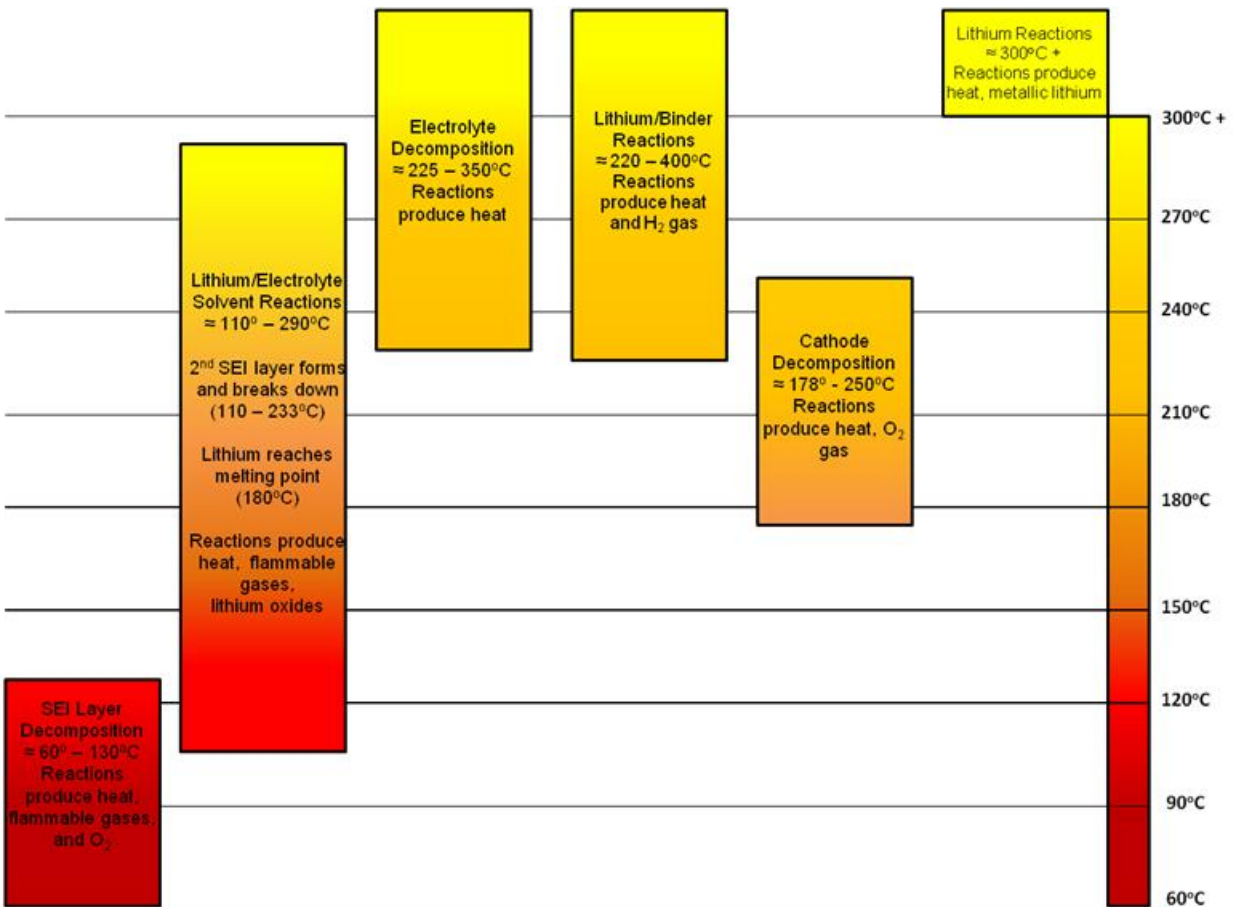 Lithium Reactions
≈ 300ºC +
Reactions produce
heat, metallic lithium
Electrolyte
Decomposition
≈ 225 – 350ºC
Reactions
produce heat
Lithium/Binder
Reactions
≈ 220 – 400ºC
Reactions
produce heat
and H₂ gas
Lithium/Electrolyte
Solvent Reactions
≈ 110º – 290ºC
2nd SEI layer forms
and breaks down
(110 – 233ºC)
Lithium reaches
melting point
(180ºC)
Reactions produce
heat, flammable
gases,
lithium oxides
Cathode
Decomposition
≈ 178º - 250ºC
Reactions
produce heat, O₂
gas
SEI Layer
Decomposition
≈ 60º – 130ºC
Reactions
produce heat,
flammable gases,
and O₂
300ºC +
270ºC
240ºC
210ºC
180ºC
150ºC
120ºC
90ºC
60ºC